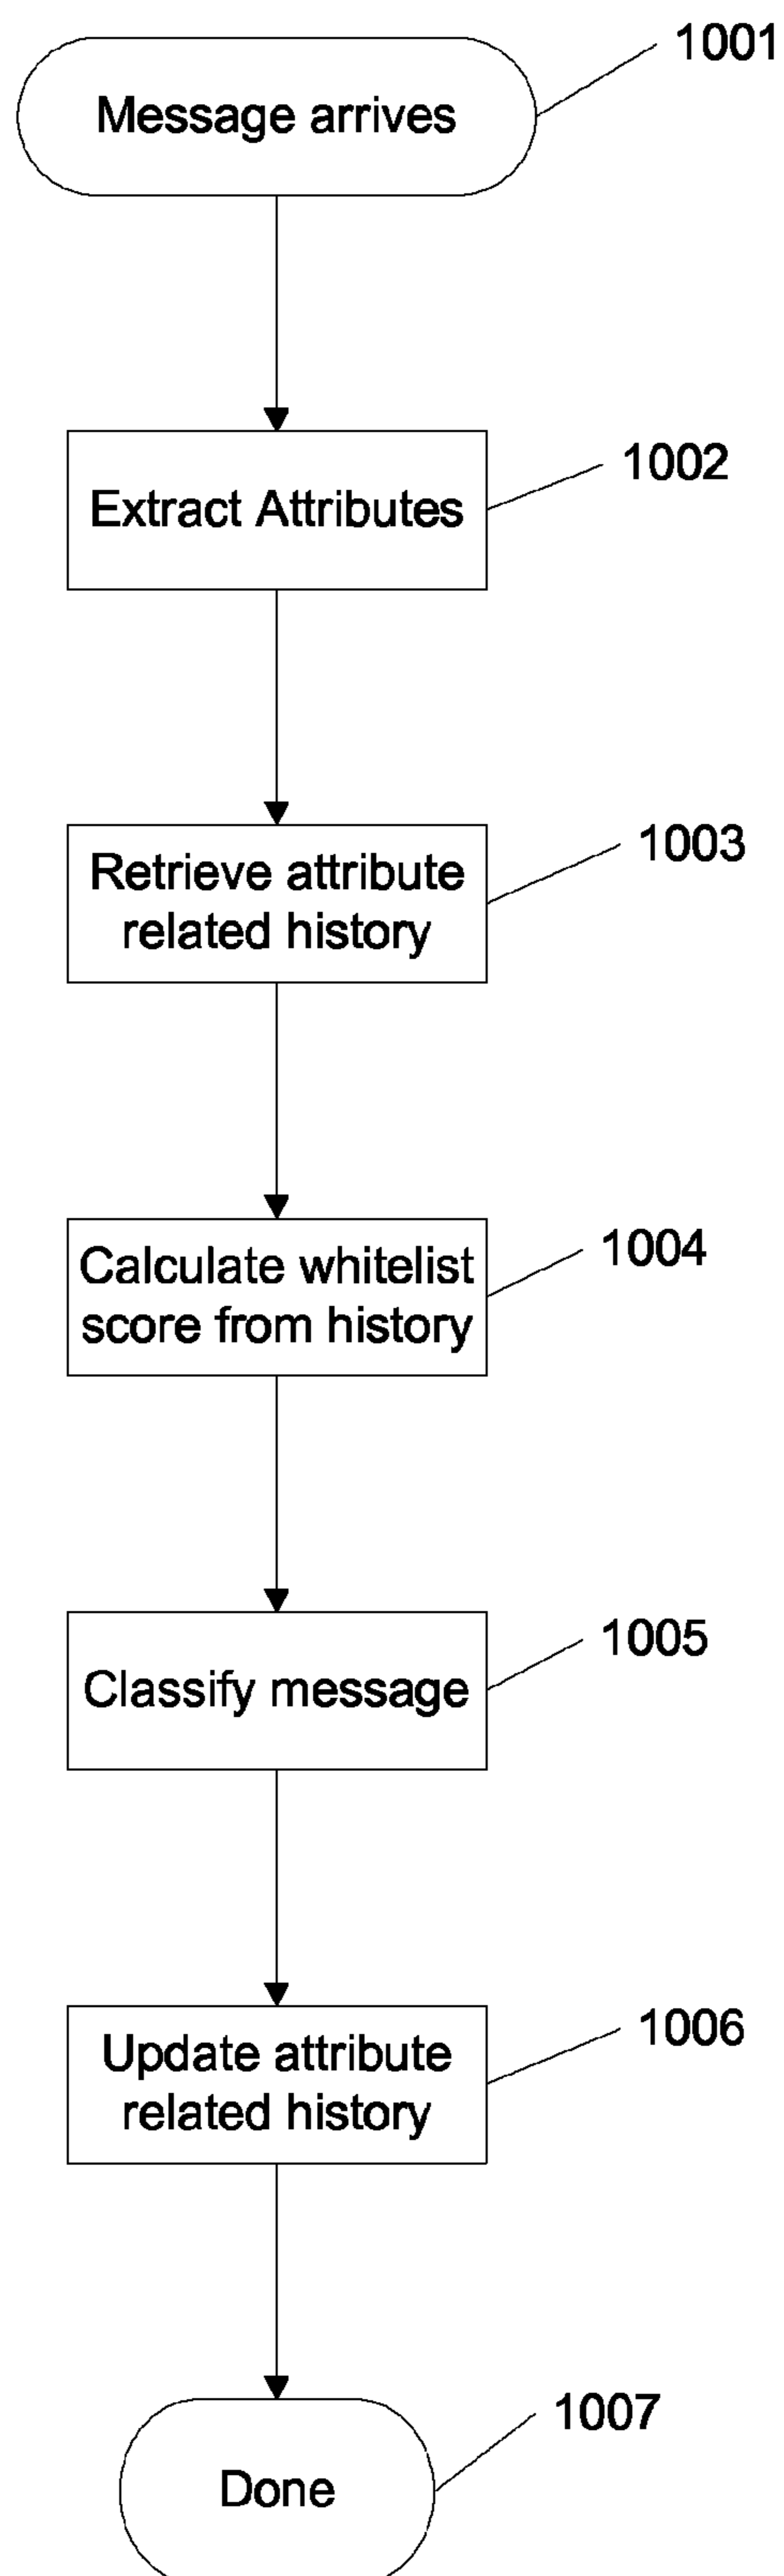 1001
Message arrives
1002
Extract Attributes
1003
Retrieve attribute
related history
1004
Calculate whitelist
score from history
1005
Classify message
1006
Update attribute
related history
1007
Done